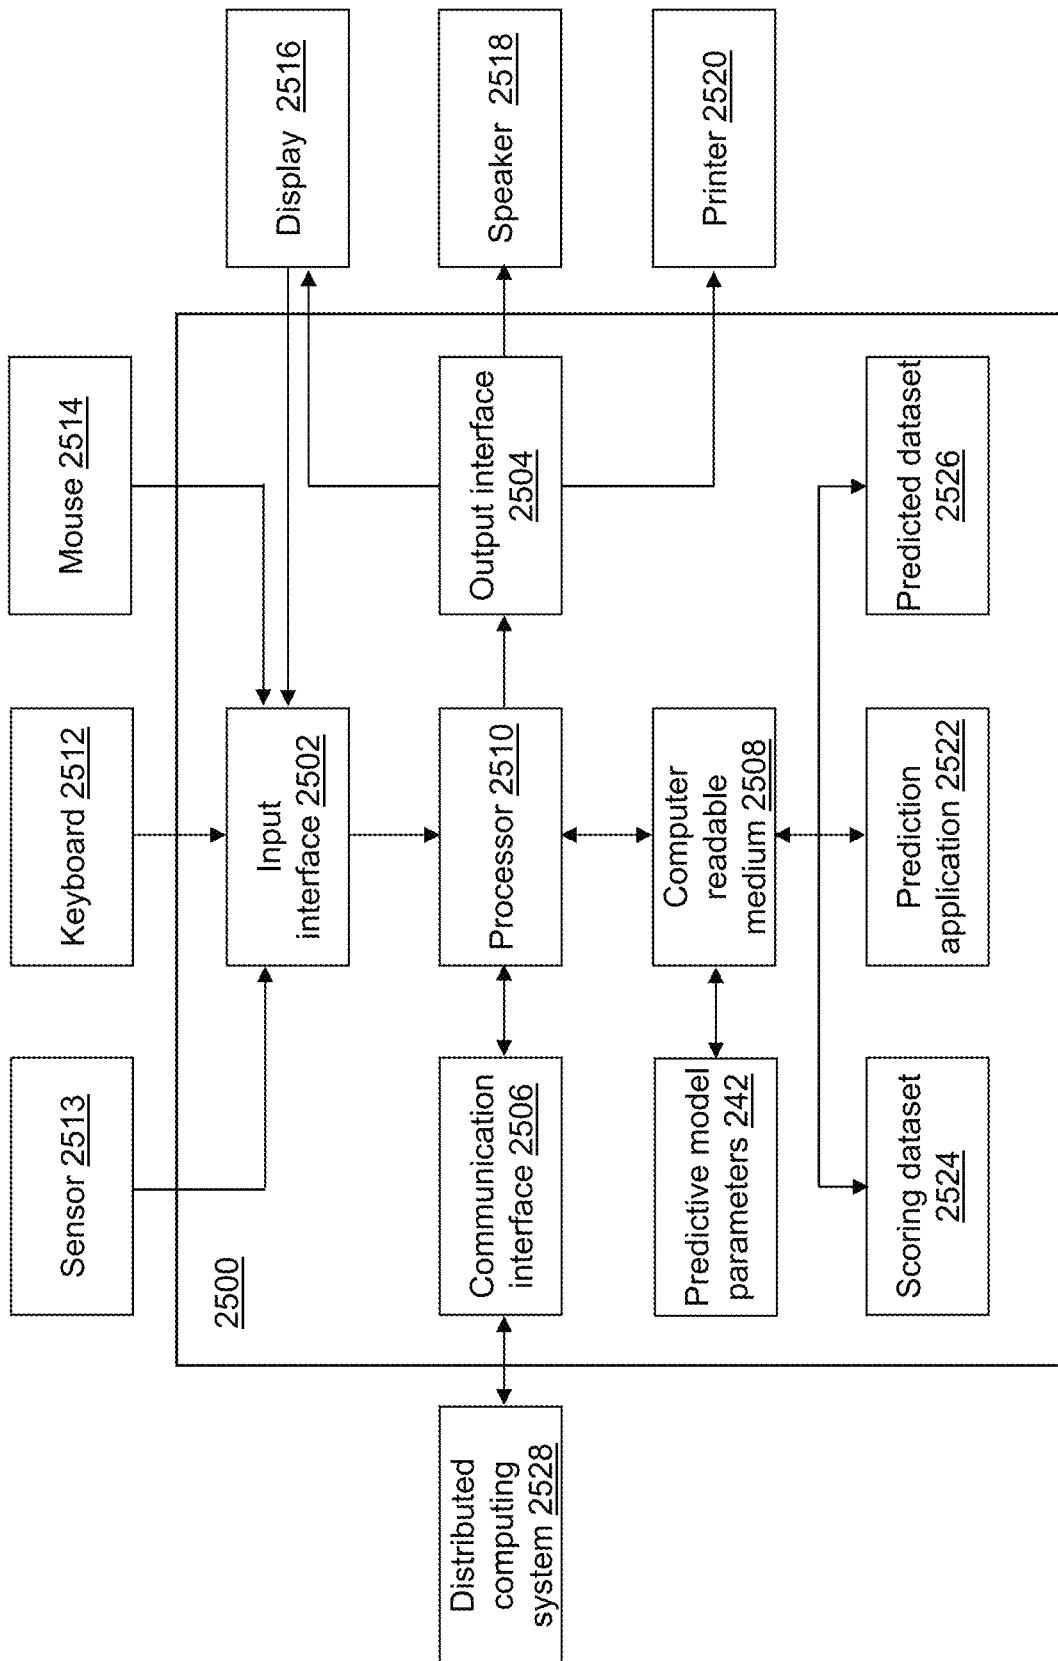 Sensor 2513
Keyboard 2512
Mouse 2514
2500
Input
interface 2502
Display 2516
Distributed
computing
system 2528
Communication
interface 2506
Processor 2510
Output interface
2504
Speaker 2518
Predictive model
parameters 242
Computer
readable
medium 2508
Printer 2520
Scoring dataset
2524
Prediction
application 2522
Predicted dataset
2526